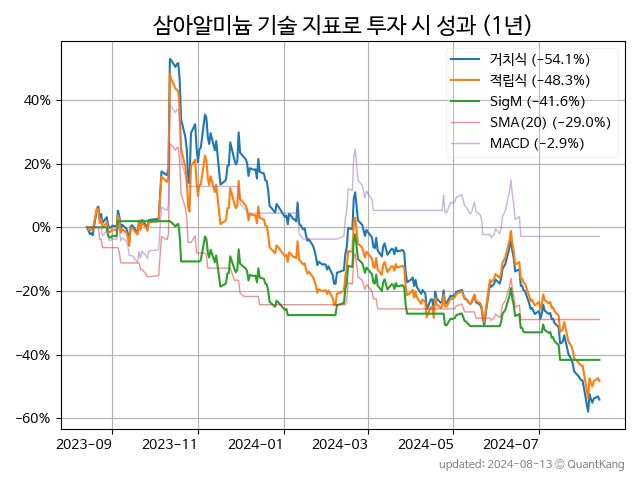 삼아알미늄 기술 지표로 투자 시 성과 (1년)
거치식 (−54.1%)
적립식 (−48.3%)
SigM (−41.6%)
SMA(20) (−29.0%)
MACD (−2.9%)
40%
20%
0%
−20%
−40%
−60%
2023-09 2023-11 2024-01 2024-03 2024-05 2024-07
updated: 2024-08-13 © QuantKang